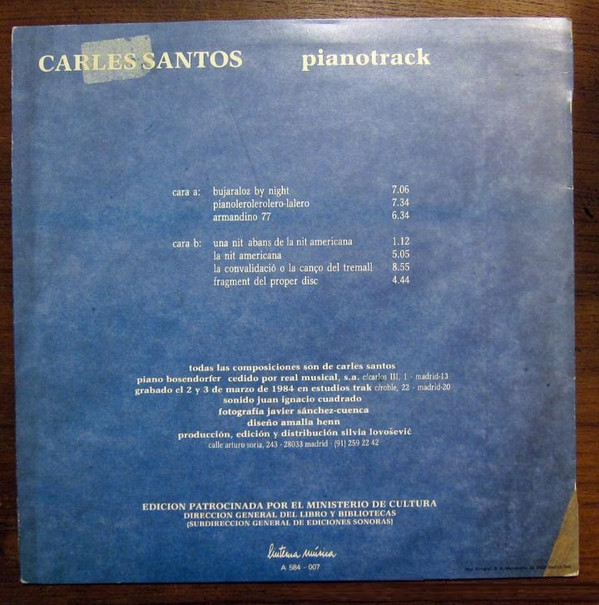 CARLES SANTOS pianotrack
cara a: bujaraloz by night 7.06
pianolerolerolero-lalero 7.34
armandino 77 6.34
cara b: una nit abans de la nit americana 1.12
la nit americana 5.05
la convalidació o la canço del tremall 8.55
fragment del proper disc 4.44
todas las composiciones son de carles santos
piano bosendorfer cedido por real musical, s.a. c/carlos III, 1 - madrid-13
grabado el 2 y 3 de marzo de 1984 en estudios trak c/roble, 22 - madrid-20
sonido juan ignacio cuadrado
fotografía javier sánchez-cuenca
diseño amalia henn
producción, edición y distribución silvia lovošević
calle arturo soria, 243 - 28033 madrid (91) 259 22 42
EDICION PATROCINADA POR EL MINISTERIO DE CULTURA
DIRECCION GENERAL DEL LIBRO Y BIBLIOTECAS
(SUBDIRECCION GENERAL DE EDICIONES SONORAS)
linterna música
A 584 - 007